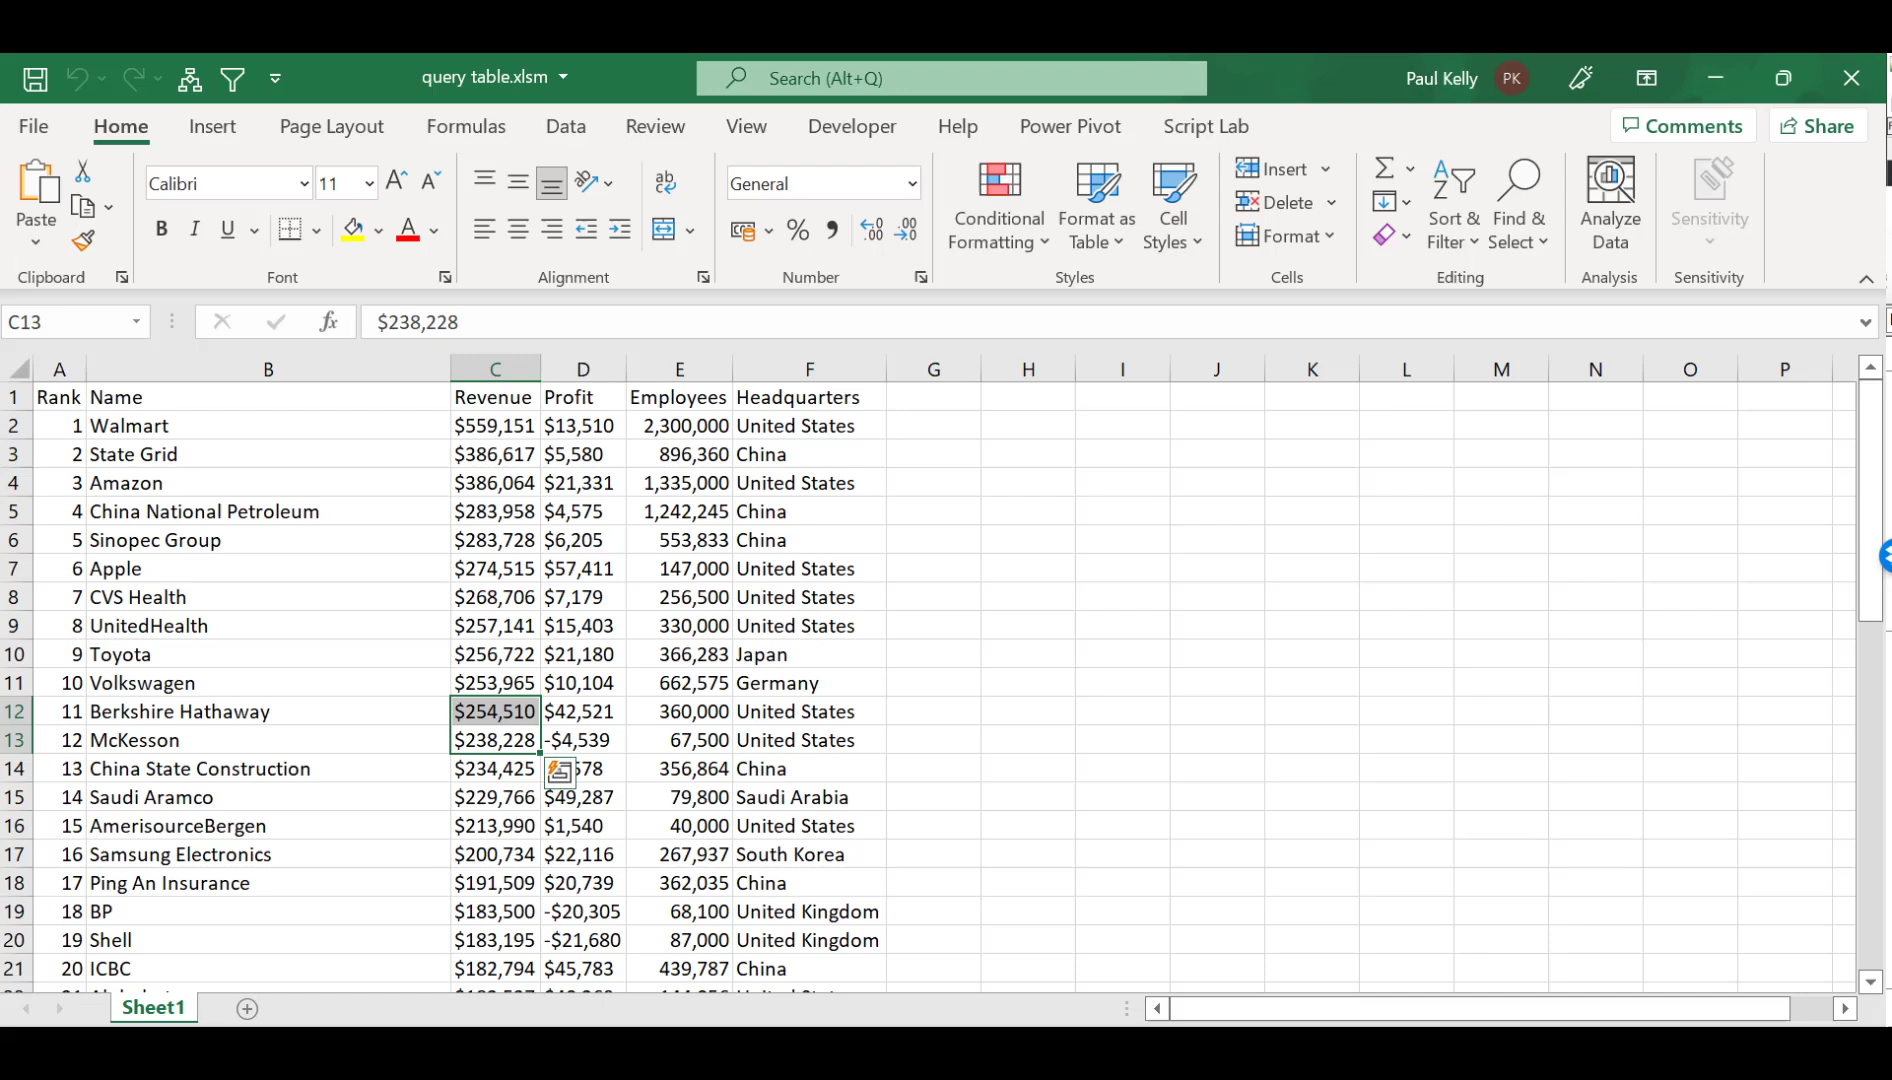 query table.xlsm
Search (Alt+Q)
Paul Kelly PK
File Home Insert Page Layout Formulas Data Review View Developer Help Power Pivot Script Lab Comments Share
Paste
Clipboard
Calibri 11
B I U
Font
ab
Alignment
General
Number
Conditional Formatting
Format as Table
Cell Styles
Styles
Insert
Delete
Format
Cells
Sort & Filter
Find & Select
Editing
Analyze Data
Analysis
Sensitivity
Sensitivity
C13 fx $238,228
A B C D E F G H I J K L M N O P
1 Rank Name Revenue Profit Employees Headquarters
2 1 Walmart $559,151 $13,510 2,300,000 United States
3 2 State Grid $386,617 $5,580 896,360 China
4 3 Amazon $386,064 $21,331 1,335,000 United States
5 4 China National Petroleum $283,958 $4,575 1,242,245 China
6 5 Sinopec Group $283,728 $6,205 553,833 China
7 6 Apple $274,515 $57,411 147,000 United States
8 7 CVS Health $268,706 $7,179 256,500 United States
9 8 UnitedHealth $257,141 $15,403 330,000 United States
10 9 Toyota $256,722 $21,180 366,283 Japan
11 10 Volkswagen $253,965 $10,104 662,575 Germany
12 11 Berkshire Hathaway $254,510 $42,521 360,000 United States
13 12 McKesson $238,228 -$4,539 67,500 United States
14 13 China State Construction $234,425 578 356,864 China
15 14 Saudi Aramco $229,766 $49,287 79,800 Saudi Arabia
16 15 AmerisourceBergen $213,990 $1,540 40,000 United States
17 16 Samsung Electronics $200,734 $22,116 267,937 South Korea
18 17 Ping An Insurance $191,509 $20,739 362,035 China
19 18 BP $183,500 -$20,305 68,100 United Kingdom
20 19 Shell $183,195 -$21,680 87,000 United Kingdom
21 20 ICBC $182,794 $45,783 439,787 China
Sheet1